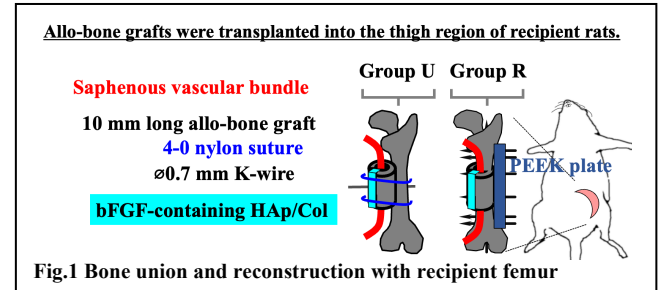 Allo-bone grafts were transplanted into the thigh region of recipient rats.
Group U Group R
Saphenous vascular bundle
10 mm long allo-bone graft
4-0 nylon suture
⌀0.7 mm K-wire
bFGF-containing HAp/Col
PEEK plate
Fig.1 Bone union and reconstruction with recipient femur